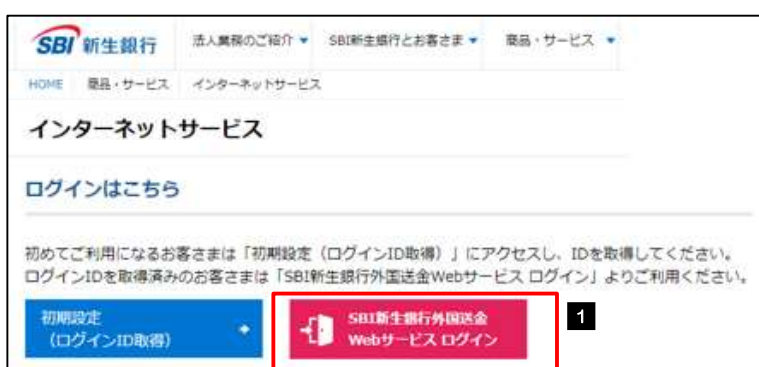 SBI 新生銀行 法人業務のご紹介 SBI新生銀行とお客さま 商品・サービス
HOME 商品・サービス インターネットサービス
インターネットサービス
ログインはこちら
初めてご利用になるお客さまは「初期設定（ログインID取得）」にアクセスし、IDを取得してください。
ログインIDを取得済みのお客さまは「SBI新生銀行外国送金Webサービス ログイン」よりご利用ください。
初期設定
（ログインID取得）
SBI新生銀行外国送金
Webサービス ログイン
1